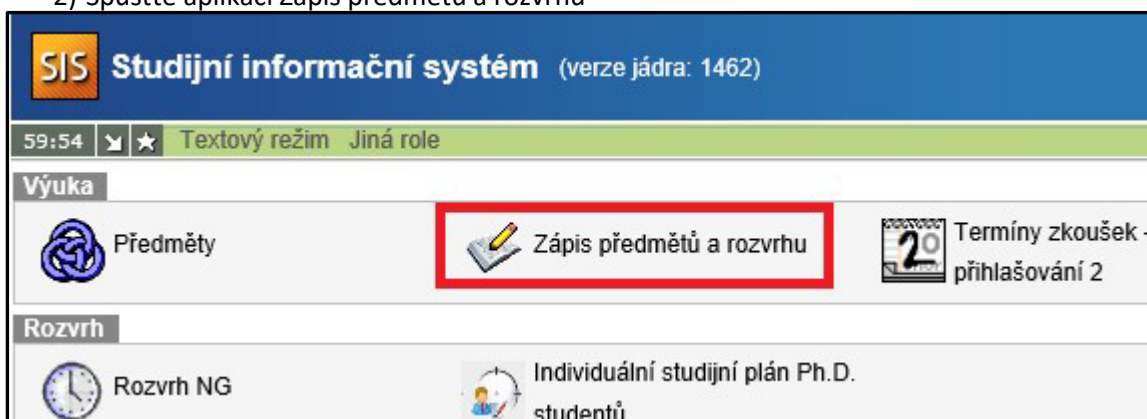 2) Spusťte aplikaci Zápis předmětů a rozvrhu
SIS Studijní informační systém (verze jádra: 1462)
59:54 Textový režim Jiná role
Výuka
Předměty
Zápis předmětů a rozvrhu
Termíny zkoušek -
přihlašování 2
Rozvrh
Rozvrh NG
Individuální studijní plán Ph.D.
studentů